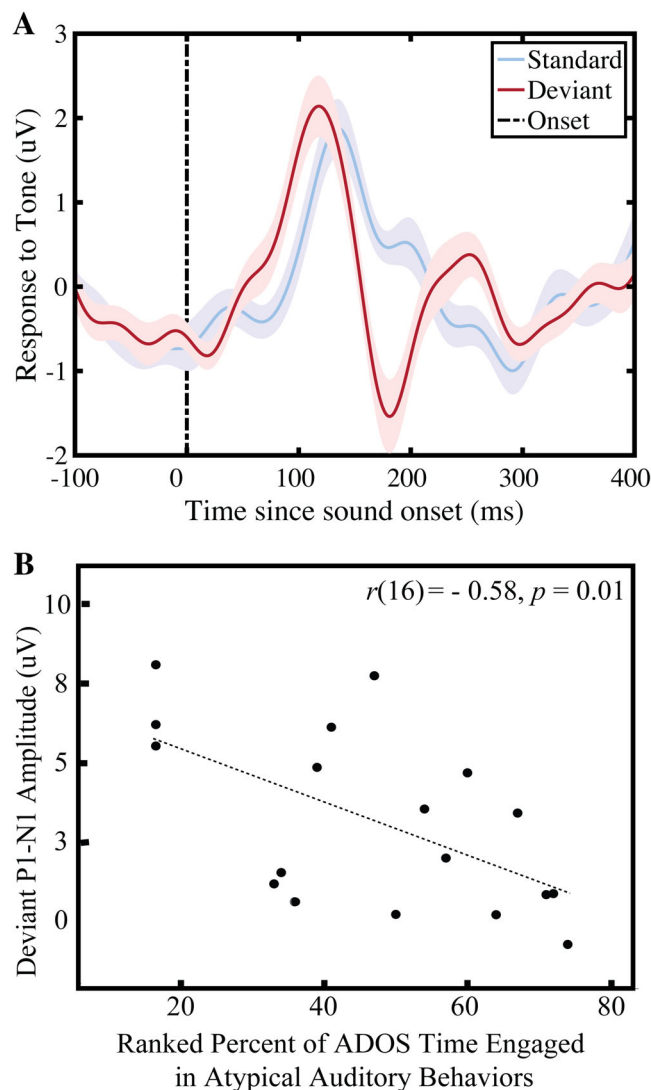 A
Response to Tone (uV)
3
2
1
0
-1
-2
Standard
Deviant
Onset
-100 0 100 200 300 400
Time since sound onset (ms)
B
Deviant P1-N1 Amplitude (uV)
10
8
5
3
0
r(16) = - 0.58, p = 0.01
20 40 60 80
Ranked Percent of ADOS Time Engaged
in Atypical Auditory Behaviors